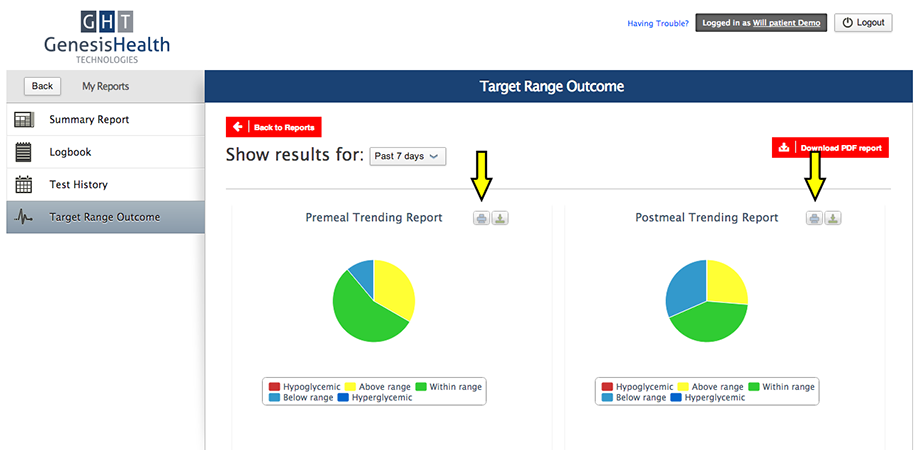 GHT
GenesisHealth
TECHNOLOGIES
Having Trouble?
Logged in as Will patient Demo
Logout
Back
My Reports
Target Range Outcome
Summary Report
Logbook
Test History
Target Range Outcome
Back to Reports
Show results for: Past 7 days
Download PDF report
Premeal Trending Report
Hypoglycemic Above range Within range
Below range Hyperglycemic
Postmeal Trending Report
Hypoglycemic Above range Within range
Below range Hyperglycemic